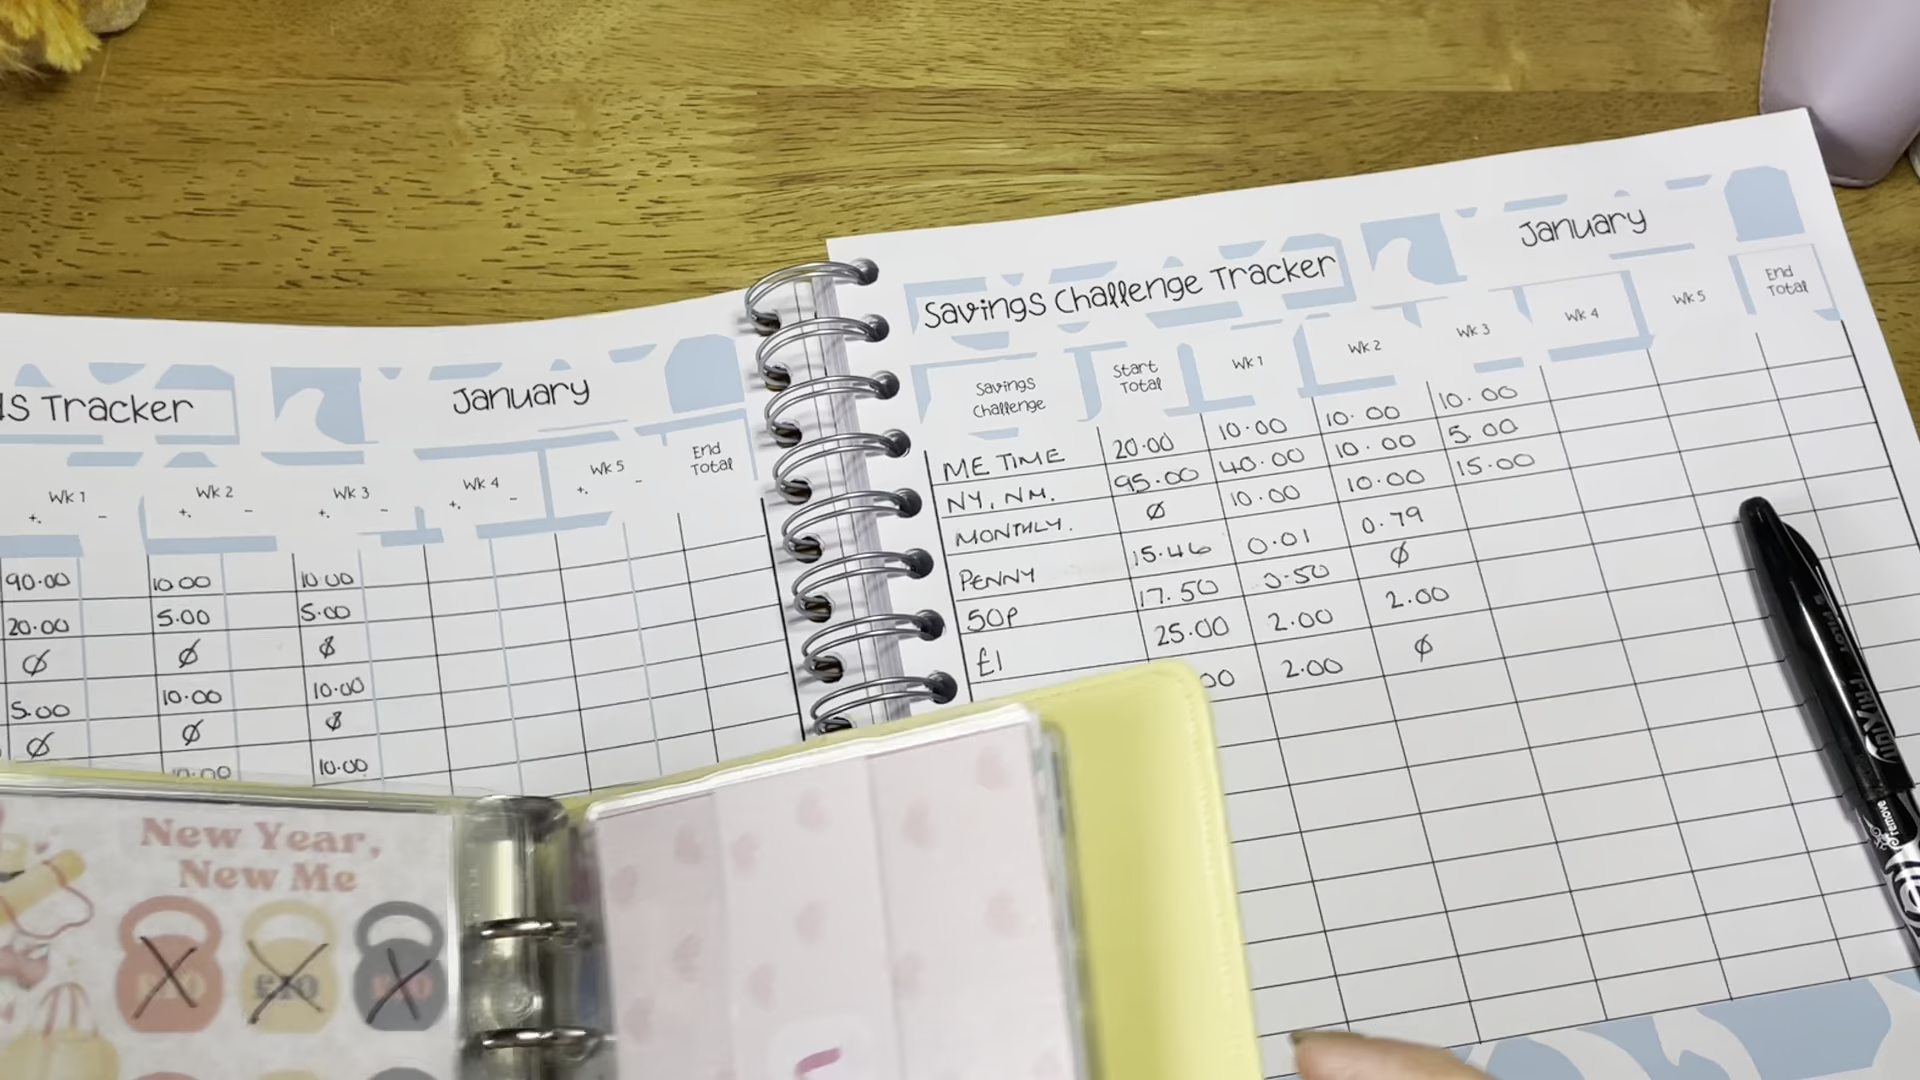 S Tracker January
Wk 1 Wk 2 Wk 3 Wk 4 Wk 5 End Total
+. - +. - +. - +. - +. -
90.00 10.00 10.00
20.00 5.00 5.00
Ø Ø Ø
5.00 10.00 10.00
Ø Ø Ø
10.00 10.00
Savings Challenge Tracker January
Savings Challenge Start Total Wk 1 Wk 2 Wk 3 Wk 4 Wk 5 End Total
ME TIME 20.00 10.00 10.00 10.00
NY, NM. 95.00 40.00 10.00 5.00
MONTHLY. Ø 10.00 10.00 15.00
PENNY 15.46 0.01 0.79
50P 17.50 0.50 Ø
£1 25.00 2.00 2.00
00 2.00 Ø
New Year,
New Me
£10